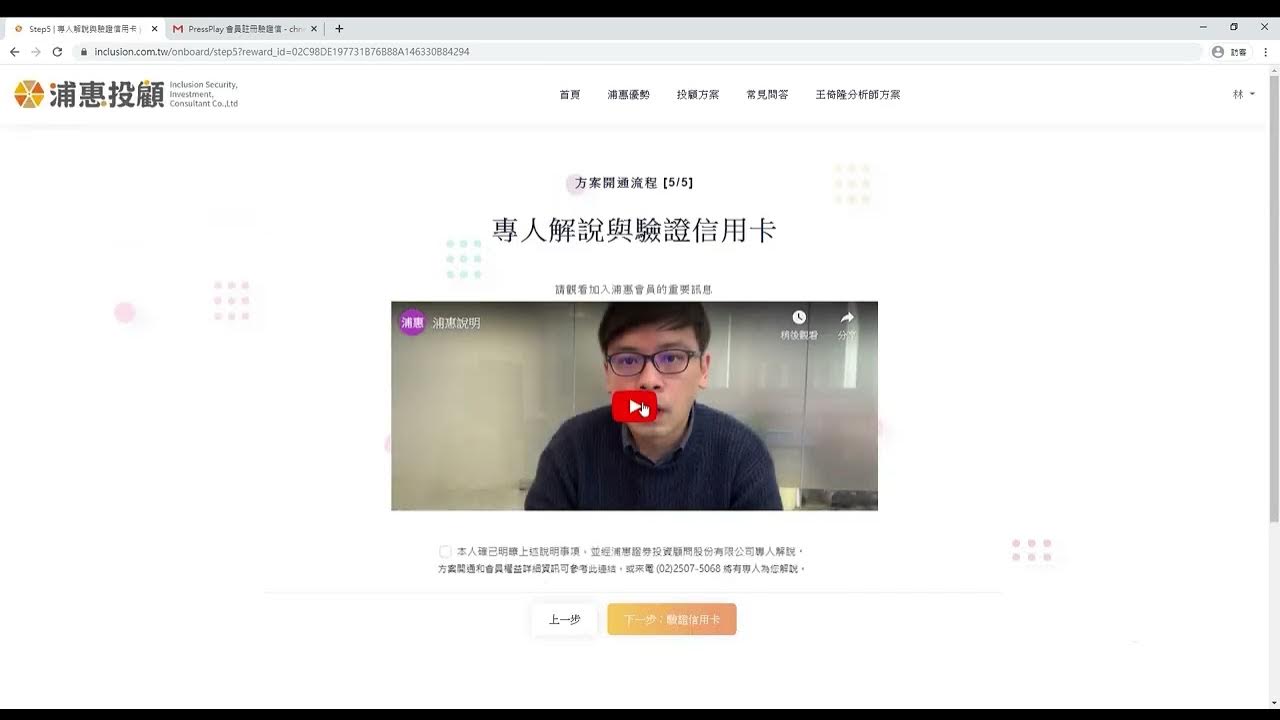 Step5 | 專人解說與驗證信用卡 |
PressPlay 會員註冊驗證信 - chr
inclusion.com.tw/onboard/step5?reward_id=02C98DE197731B76B88A146330B84294
訪客
浦惠投顧
Inclusion Security,
Investment,
Consultant Co.,Ltd
首頁
浦惠優勢
投顧方案
常見問答
王倚隆分析師方案
林
方案開通流程 [5/5]
專人解說與驗證信用卡
請觀看加入浦惠會員的重要訊息
浦惠
浦惠說明
稍後觀看
分享
本人確已明瞭上述說明事項，並經浦惠證券投資顧問股份有限公司專人解說。
方案開通和會員權益詳細資訊可參考此連結，或來電 (02)2507-5068 將有專人為您解說。
上一步
下一步：驗證信用卡